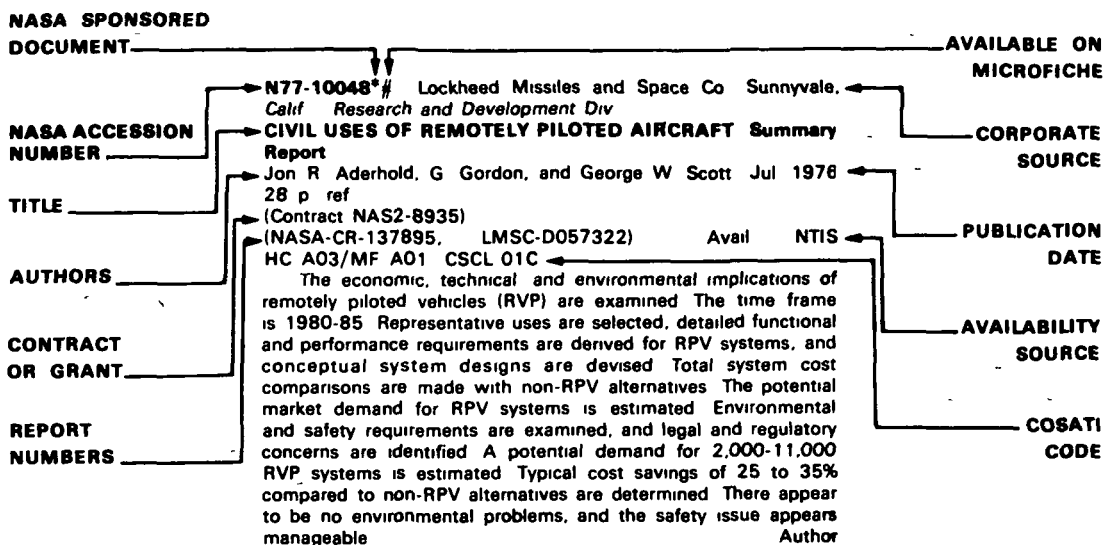 NASA SPONSORED
DOCUMENT
AVAILABLE ON
MICROFICHE
N77-10048*# Lockheed Missiles and Space Co Sunnyvale,
Calif Research and Development Div
NASA ACCESSION
NUMBER
CIVIL USES OF REMOTELY PILOTED AIRCRAFT Summary
Report
CORPORATE
SOURCE
Jon R Aderhold, G Gordon, and George W Scott Jul 1976
28 p ref
TITLE
(Contract NAS2-8935)
(NASA-CR-137895, LMSC-D057322) Avail NTIS
HC A03/MF A01 CSCL 01C
PUBLICATION
DATE
AUTHORS
The economic, technical and environmental implications of
remotely piloted vehicles (RVP) are examined The time frame
is 1980-85 Representative uses are selected, detailed functional
and performance requirements are derived for RPV systems, and
conceptual system designs are devised Total system cost
comparisons are made with non-RPV alternatives The potential
market demand for RPV systems is estimated Environmental
and safety requirements are examined, and legal and regulatory
concerns are identified A potential demand for 2,000-11,000
RVP systems is estimated Typical cost savings of 25 to 35%
compared to non-RPV alternatives are determined There appear
to be no environmental problems, and the safety issue appears
manageable Author
CONTRACT
OR GRANT
AVAILABILITY
SOURCE
REPORT
NUMBERS
COSATI
CODE